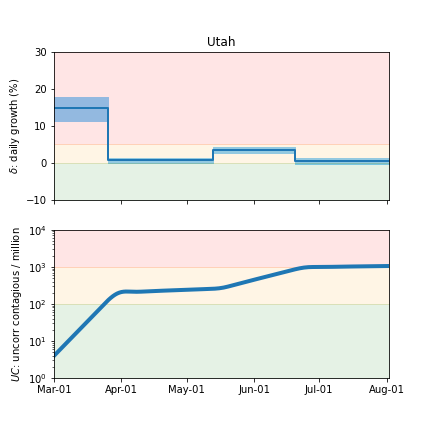 Utah
δ: daily growth (%)
30
20
10
0
−10
UC: uncorr contagious / million
10⁴
10³
10²
10¹
10⁰
Mar-01 Apr-01 May-01 Jun-01 Jul-01 Aug-01